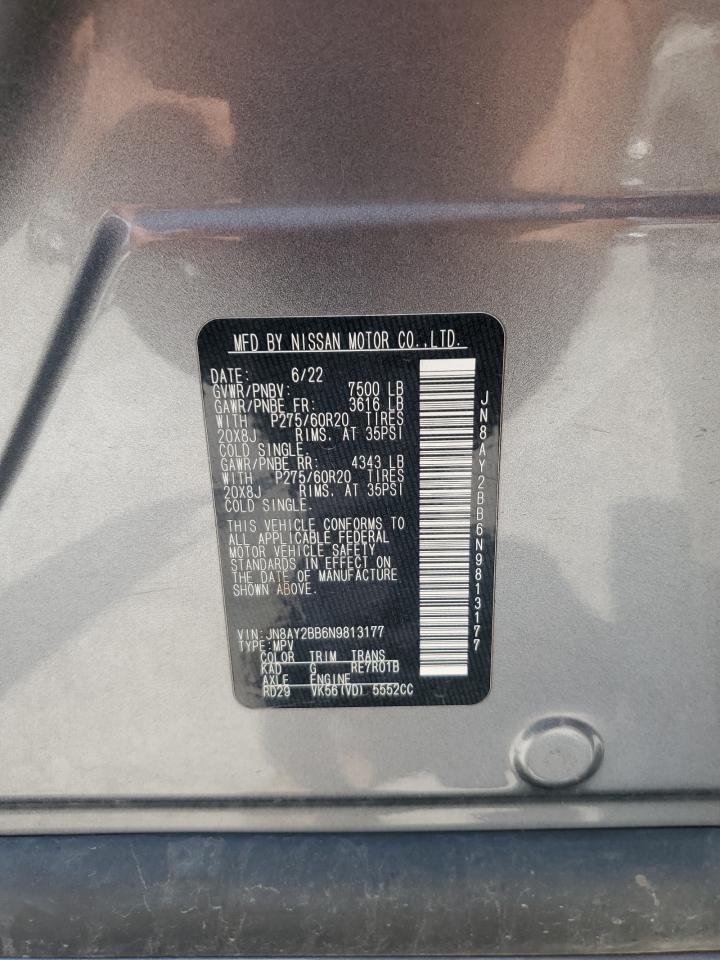 MFD BY NISSAN MOTOR CO.,LTD.
DATE: 6/22
GVWR/PNBV: 7500 LB
GAWR/PNBE FR: 3616 LB
WITH P275/60R20 TIRES
20X8J RIMS. AT 35PSI
COLD SINGLE.
GAWR/PNBE RR: 4343 LB
WITH P275/60R20 TIRES
20X8J RIMS. AT 35PSI
COLD SINGLE.
THIS VEHICLE CONFORMS TO
ALL APPLICABLE FEDERAL
MOTOR VEHICLE SAFETY
STANDARDS IN EFFECT ON
THE DATE OF MANUFACTURE
SHOWN ABOVE.
VIN:JN8AY2BB6N9813177
TYPE:MPV
COLOR TRIM TRANS
KAD G RE7R01B
AXLE ENGINE
RD29 VK56(VD) 5552CC
JN8AY2BB6N9813177